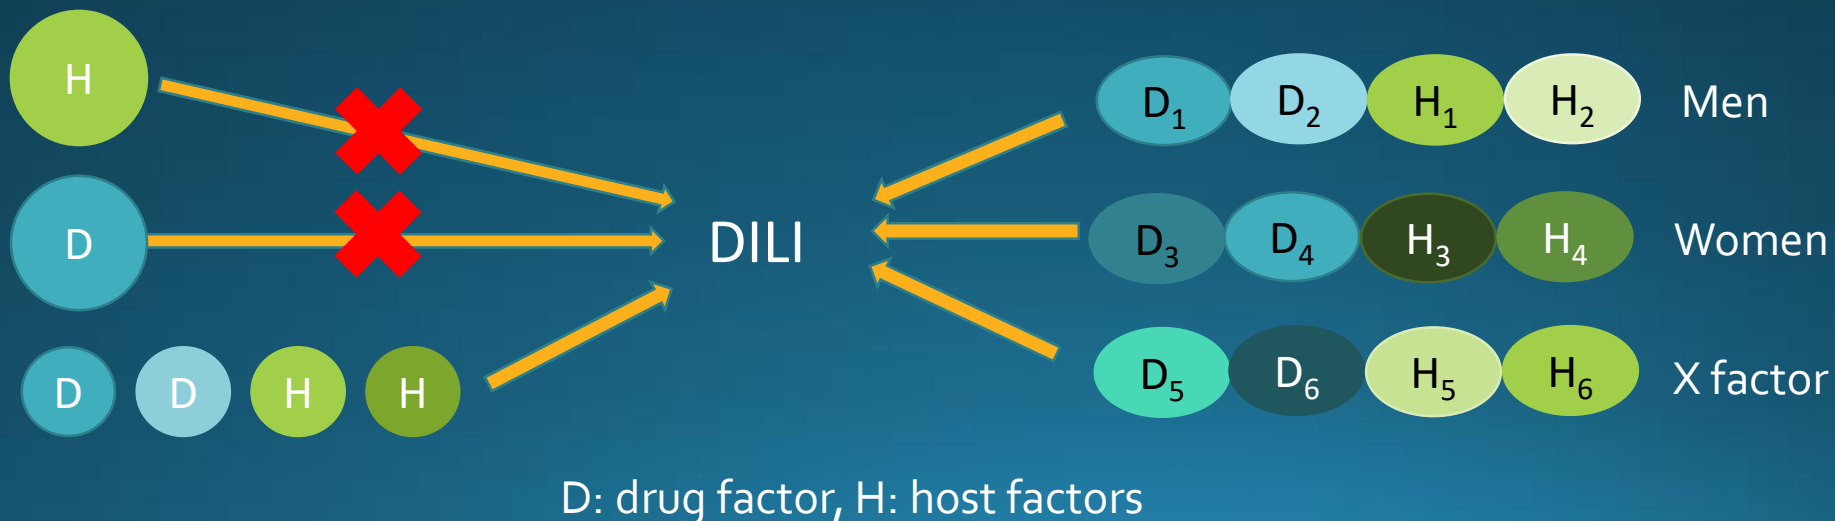 H
D
D D H H
DILI
D₁ D₂ H₁ H₂ Men
D₃ D₄ H₃ H₄ Women
D₅ D₆ H₅ H₆ X factor
D: drug factor, H: host factors